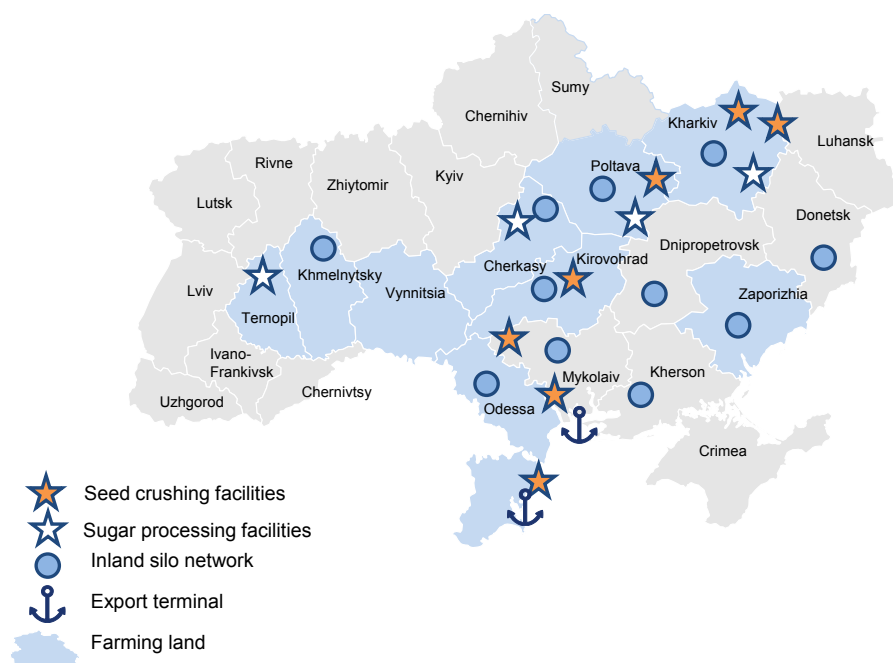 Sumy
Chernihiv
Kharkiv
Luhansk
Rivne
Poltava
Zhiytomir
Kyiv
Lutsk
Donetsk
Dnipropetrovsk
Kirovohrad
Cherkasy
Khmelnytsky
Vynnitsia
Lviv
Zaporizhia
Ternopil
Ivano-
Frankivsk
Kherson
Mykolaiv
Chernivtsy
Uzhgorod
Odessa
Crimea
Seed crushing facilities
Sugar processing facilities
Inland silo network
Export terminal
Farming land